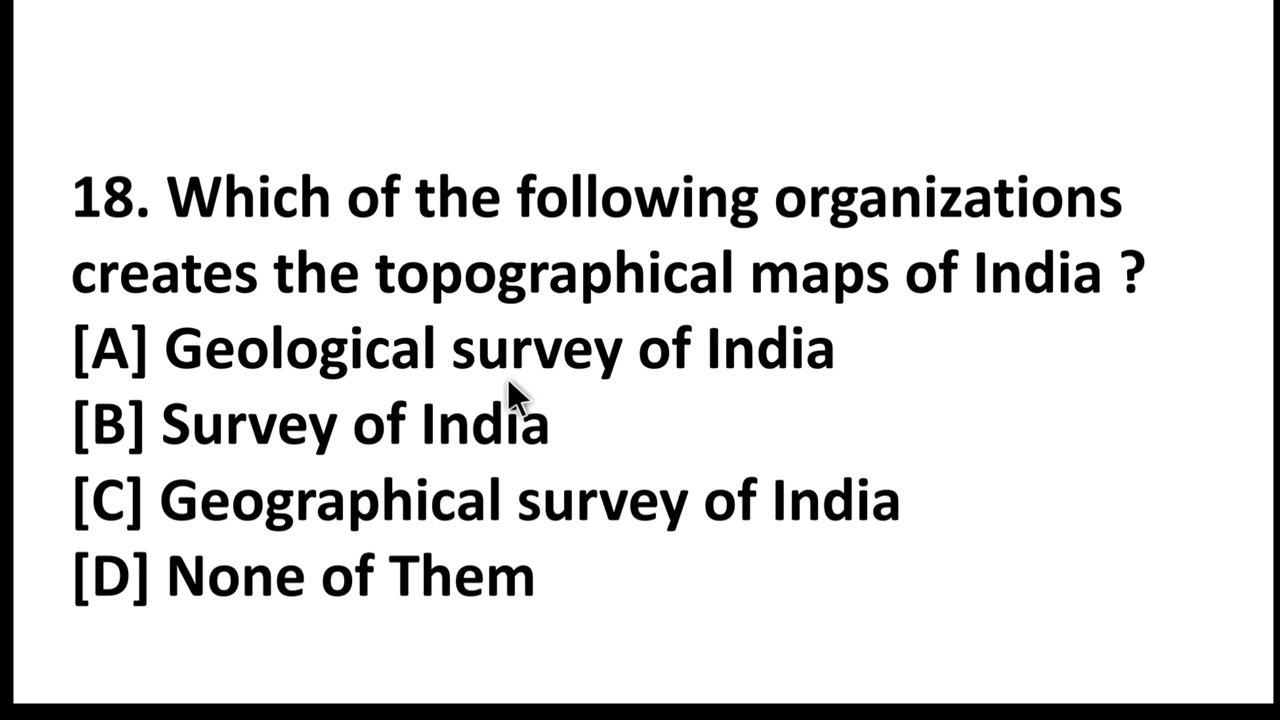 18. Which of the following organizations
creates the topographical maps of India ?
[A] Geological survey of India
[B] Survey of India
[C] Geographical survey of India
[D] None of Them